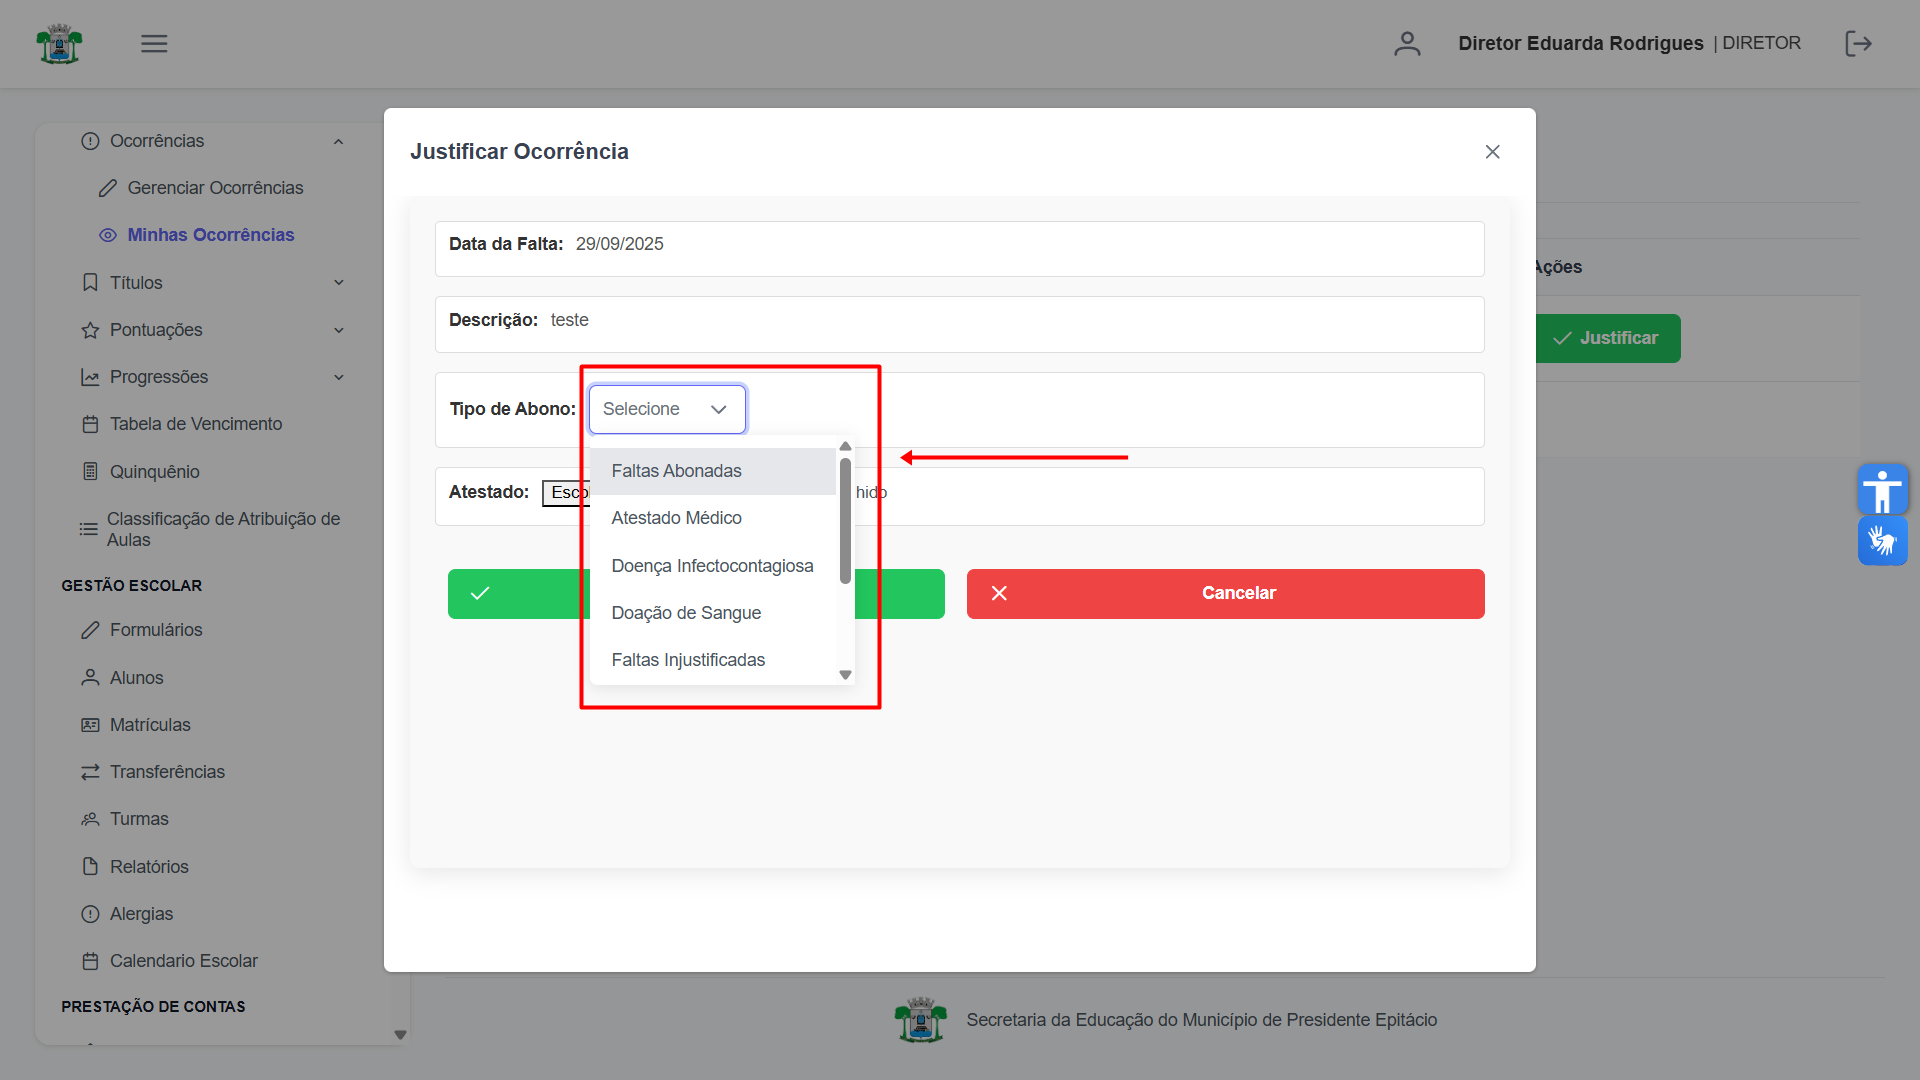 Diretor Eduarda Rodrigues | DIRETOR
Ocorrências
Gerenciar Ocorrências
Minhas Ocorrências
Títulos
Pontuações
Progressões
Tabela de Vencimento
Quinquênio
Classificação de Atribuição de
Aulas
GESTÃO ESCOLAR
Formulários
Alunos
Matrículas
Transferências
Turmas
Relatórios
Alergias
Calendario Escolar
PRESTAÇÃO DE CONTAS
Justificar Ocorrência
Data da Falta: 29/09/2025
Descrição: teste
Tipo de Abono: Selecione
Faltas Abonadas
Atestado Médico
Doença Infectocontagiosa
Doação de Sangue
Faltas Injustificadas
Atestado: Escol
hido
Cancelar
Ações
Justificar
Secretaria da Educação do Município de Presidente Epitácio